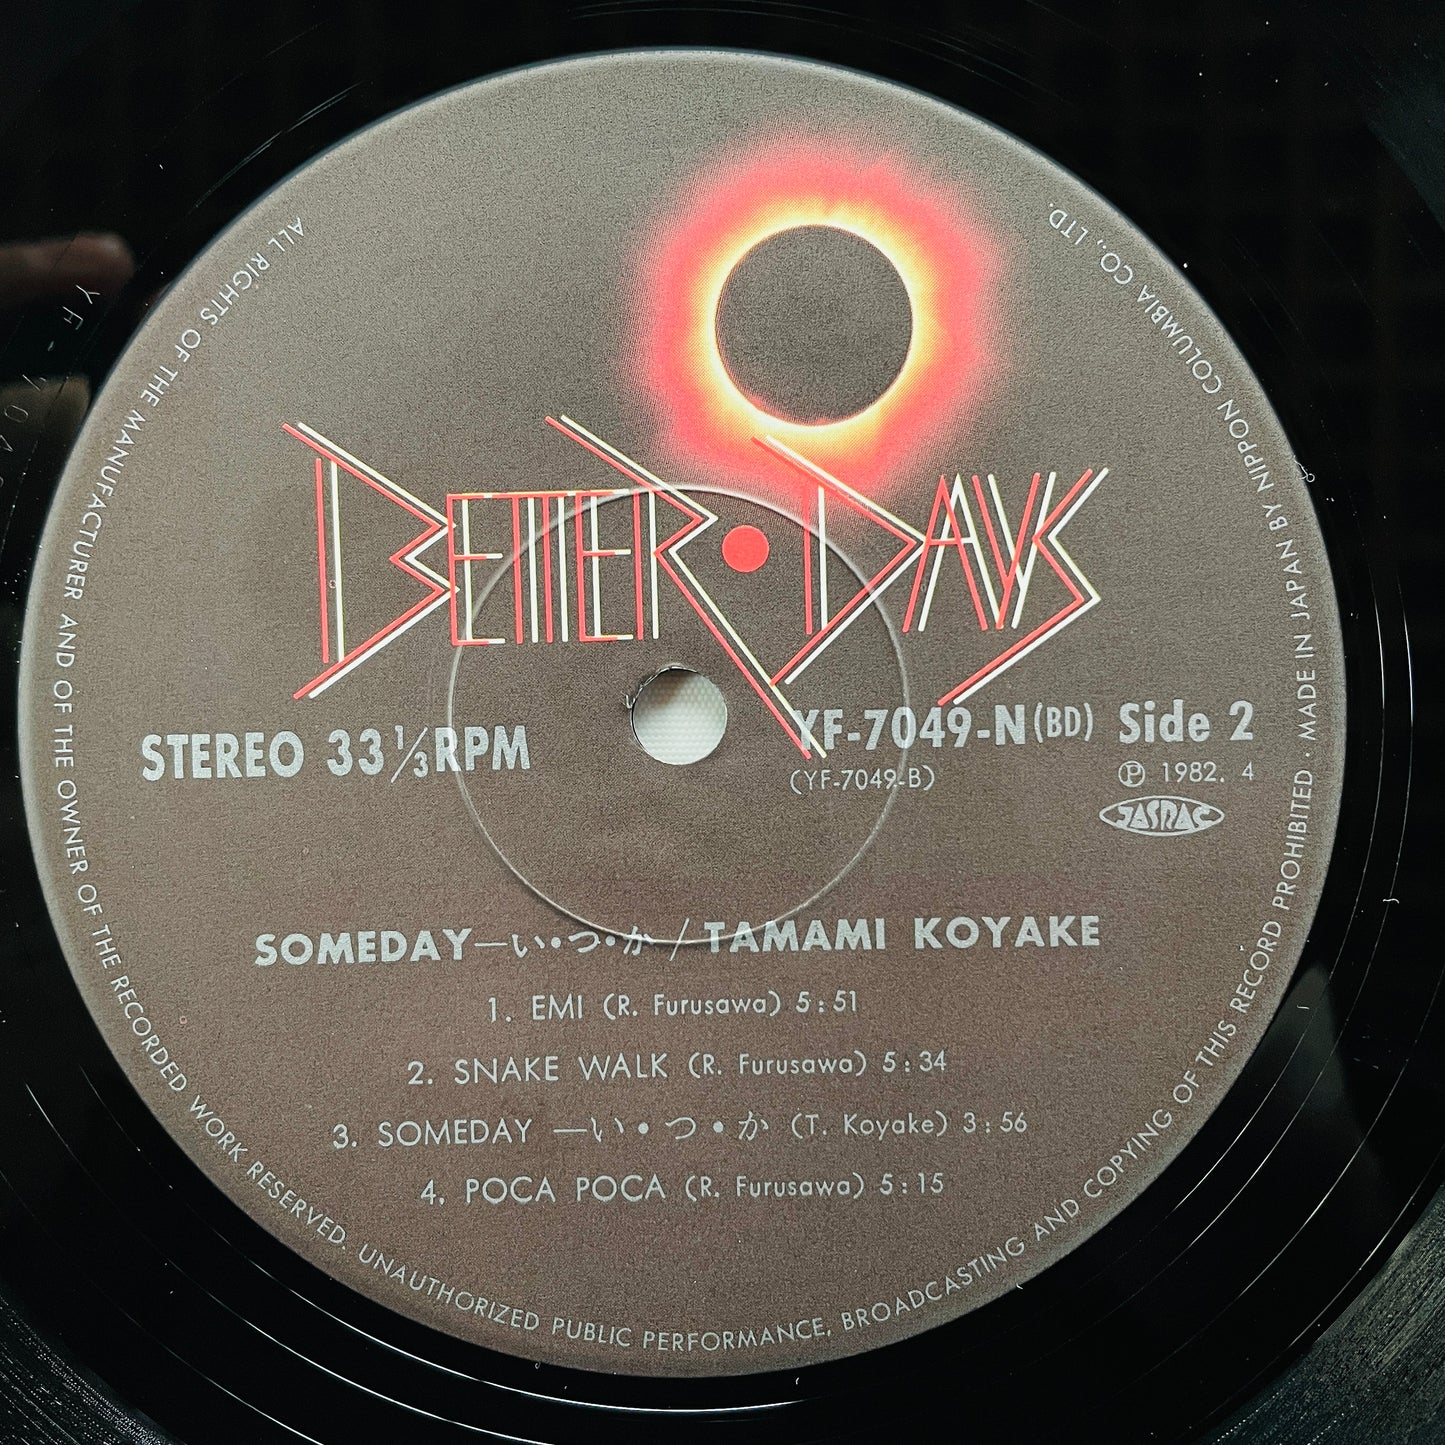 BETTER • DAYS
STEREO 33 1/3 RPM
YF-7049-N (BD) Side 2
(YF-7049-B)
Ⓟ 1982. 4
JASRAC
SOMEDAY—い•つ•か / TAMAMI KOYAKE
1. EMI (R. Furusawa) 5:51
2. SNAKE WALK (R. Furusawa) 5:34
3. SOMEDAY —い•つ•か (T. Koyake) 3:56
4. POCA POCA (R. Furusawa) 5:15
ALL RIGHTS OF THE MANUFACTURER AND OF THE OWNER OF THE RECORDED WORK RESERVED. UNAUTHORIZED PUBLIC PERFORMANCE, BROADCASTING AND COPYING OF THIS RECORD PROHIBITED · MADE IN JAPAN BY NIPPON COLUMBIA CO., LTD.